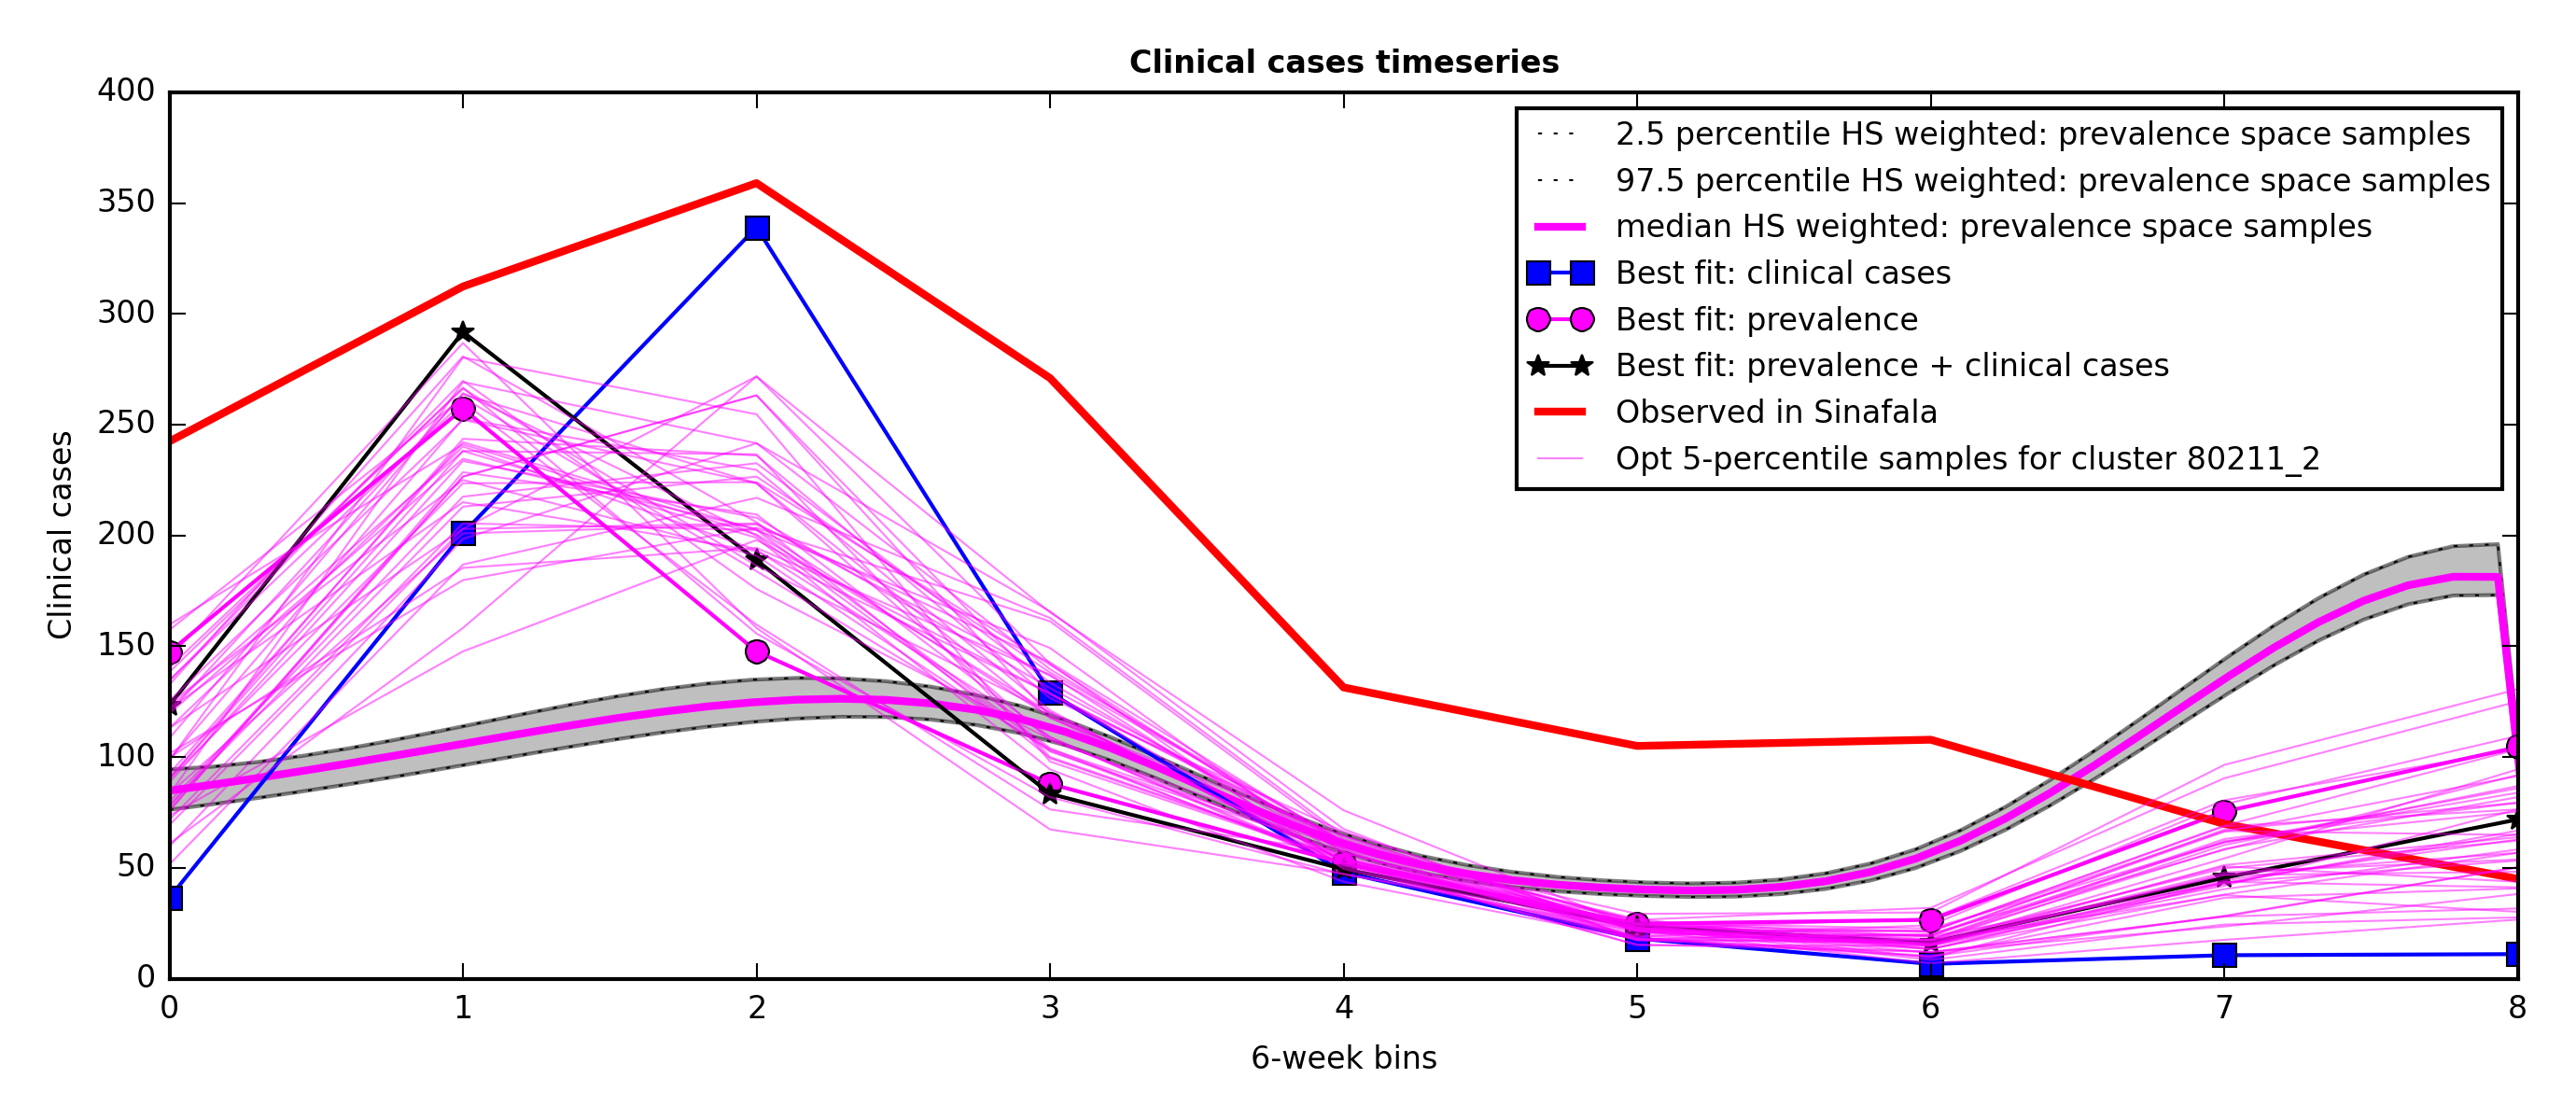 Clinical cases timeseries
400
350
300
250
200
150
100
50
0
Clinical cases
2.5 percentile HS weighted: prevalence space samples
97.5 percentile HS weighted: prevalence space samples
median HS weighted: prevalence space samples
Best fit: clinical cases
Best fit: prevalence
Best fit: prevalence + clinical cases
Observed in Sinafala
Opt 5-percentile samples for cluster 80211_2
0 1 2 3 4 5 6 7 8
6-week bins